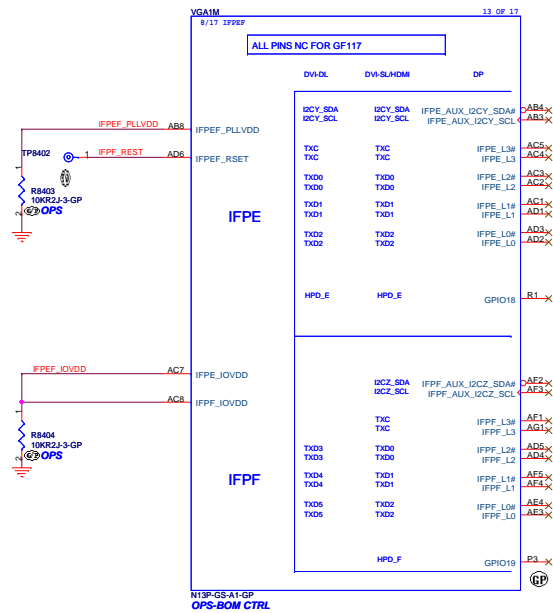 VGA1M 13 OF 17
8/17 IFPEF
ALL PINS NC FOR GF117
DVI-DL DVI-SL/HDMI DP
I2CY_SDA I2CY_SDA IFPE_AUX_I2CY_SDA# AB4
I2CY_SCL I2CY_SCL IFPE_AUX_I2CY_SCL AB3
IFPEF_PLLVDD AB8 IFPEF_PLLVDD
TXC TXC IFPE_L3# AC5
TXC TXC IFPE_L3 AC4
TP8402 1 IFPF_REST AD6 IFPEF_RSET
TXD0 TXD0 IFPE_L2# AC3
TXD0 TXD0 IFPE_L2 AC2
1
R8403
10KR2J-3-GP
2 OPS
TXD1 TXD1 IFPE_L1# AC1
TXD1 TXD1 IFPE_L1 AD1
IFPE
TXD2 TXD2 IFPE_L0# AD3
TXD2 TXD2 IFPE_L0 AD2
HPD_E HPD_E GPIO18 R1
IFPEF_IOVDD AC7 IFPE_IOVDD
I2CZ_SDA IFPF_AUX_I2CZ_SDA# AF2
I2CZ_SCL IFPF_AUX_I2CZ_SCL AF3
AC8 IFPF_IOVDD
1
TXC IFPF_L3# AF1
TXC IFPF_L3 AG1
R8404
10KR2J-3-GP
2 OPS
TXD3 TXD0 IFPF_L2# AD5
TXD3 TXD0 IFPF_L2 AD4
IFPF
TXD4 TXD1 IFPF_L1# AF5
TXD4 TXD1 IFPF_L1 AF4
TXD5 TXD2 IFPF_L0# AE4
TXD5 TXD2 IFPF_L0 AE3
HPD_F GPIO19 P3
GP
N13P-GS-A1-GP
OPS-BOM CTRL